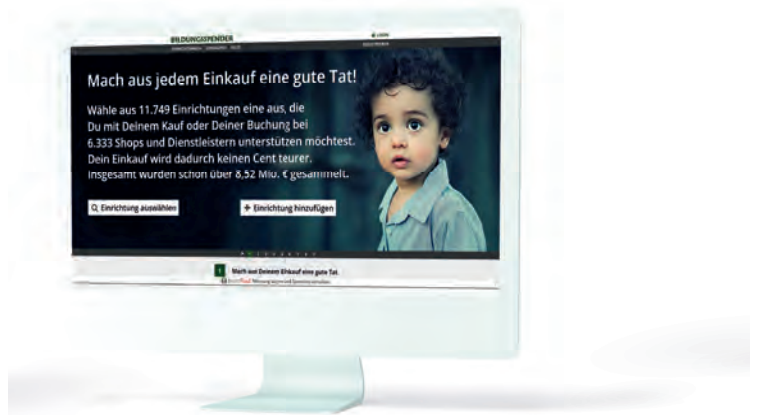 BILDUNGSSPENDER
LOGIN
Mach aus jedem Einkauf eine gute Tat!
Wähle aus 11.749 Einrichtungen eine aus, die
Du mit Deinem Kauf oder Deiner Buchung bei
6.333 Shops und Dienstleistern unterstützen möchtest.
Dein Einkauf wird dadurch keinen Cent teurer.
Insgesamt wurden schon über 8,52 Mio. € gesammelt.
Einrichtung auswählen
+ Einrichtung hinzufügen
Mach aus Deinem Einkauf eine gute Tat